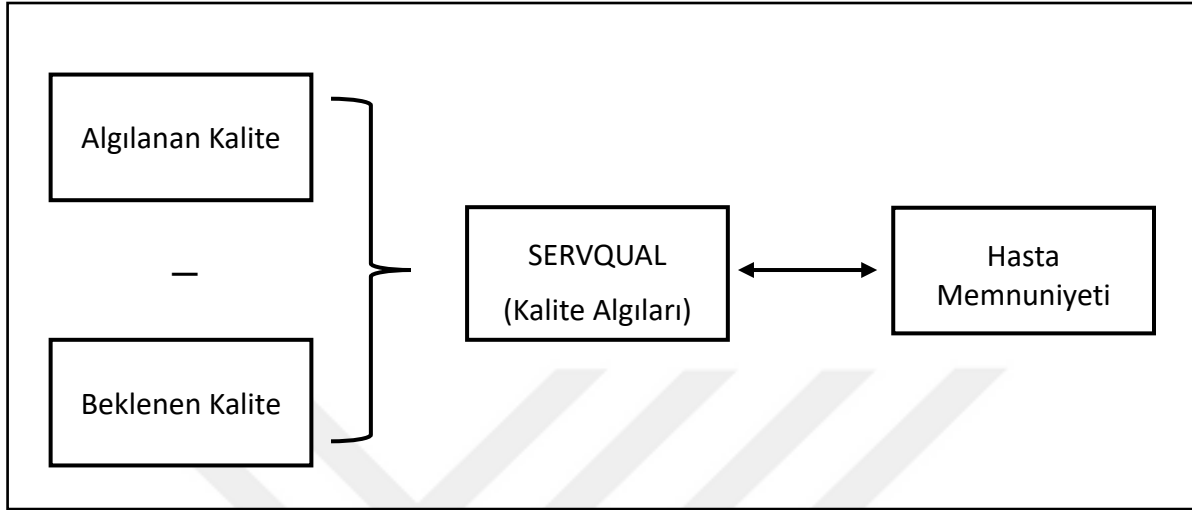 Algılanan Kalite
–
Beklenen Kalite
SERVQUAL
(Kalite Algıları)
Hasta
Memnuniyeti